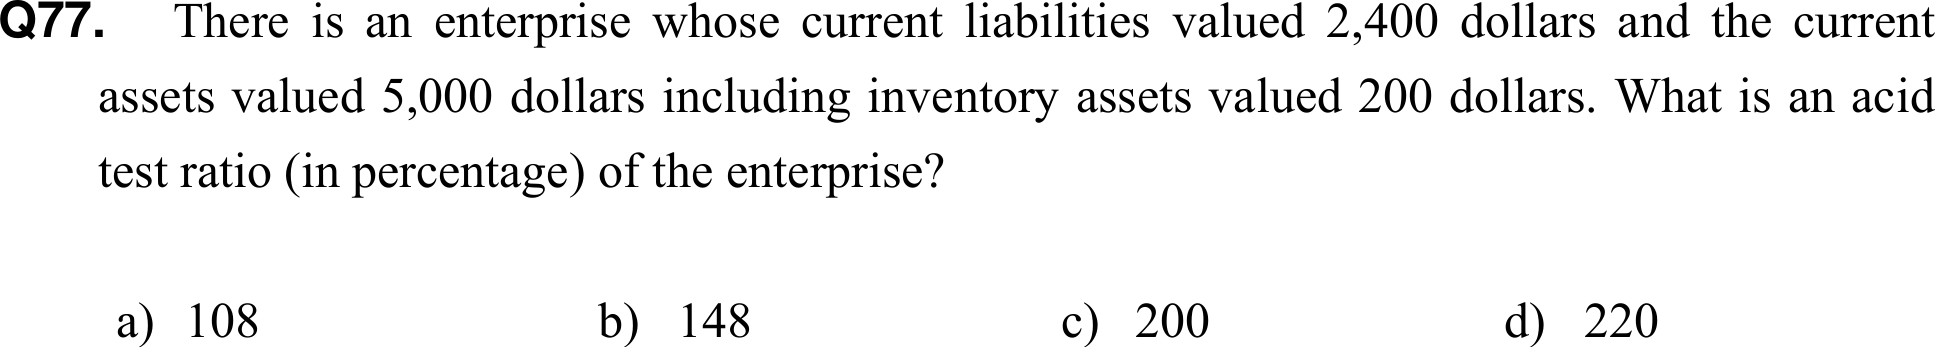 Q77. There is an enterprise whose current liabilities valued 2,400 dollars and the current
assets valued 5,000 dollars including inventory assets valued 200 dollars. What is an acid
test ratio (in percentage) of the enterprise?
a) 108 b) 148 c) 200 d) 220